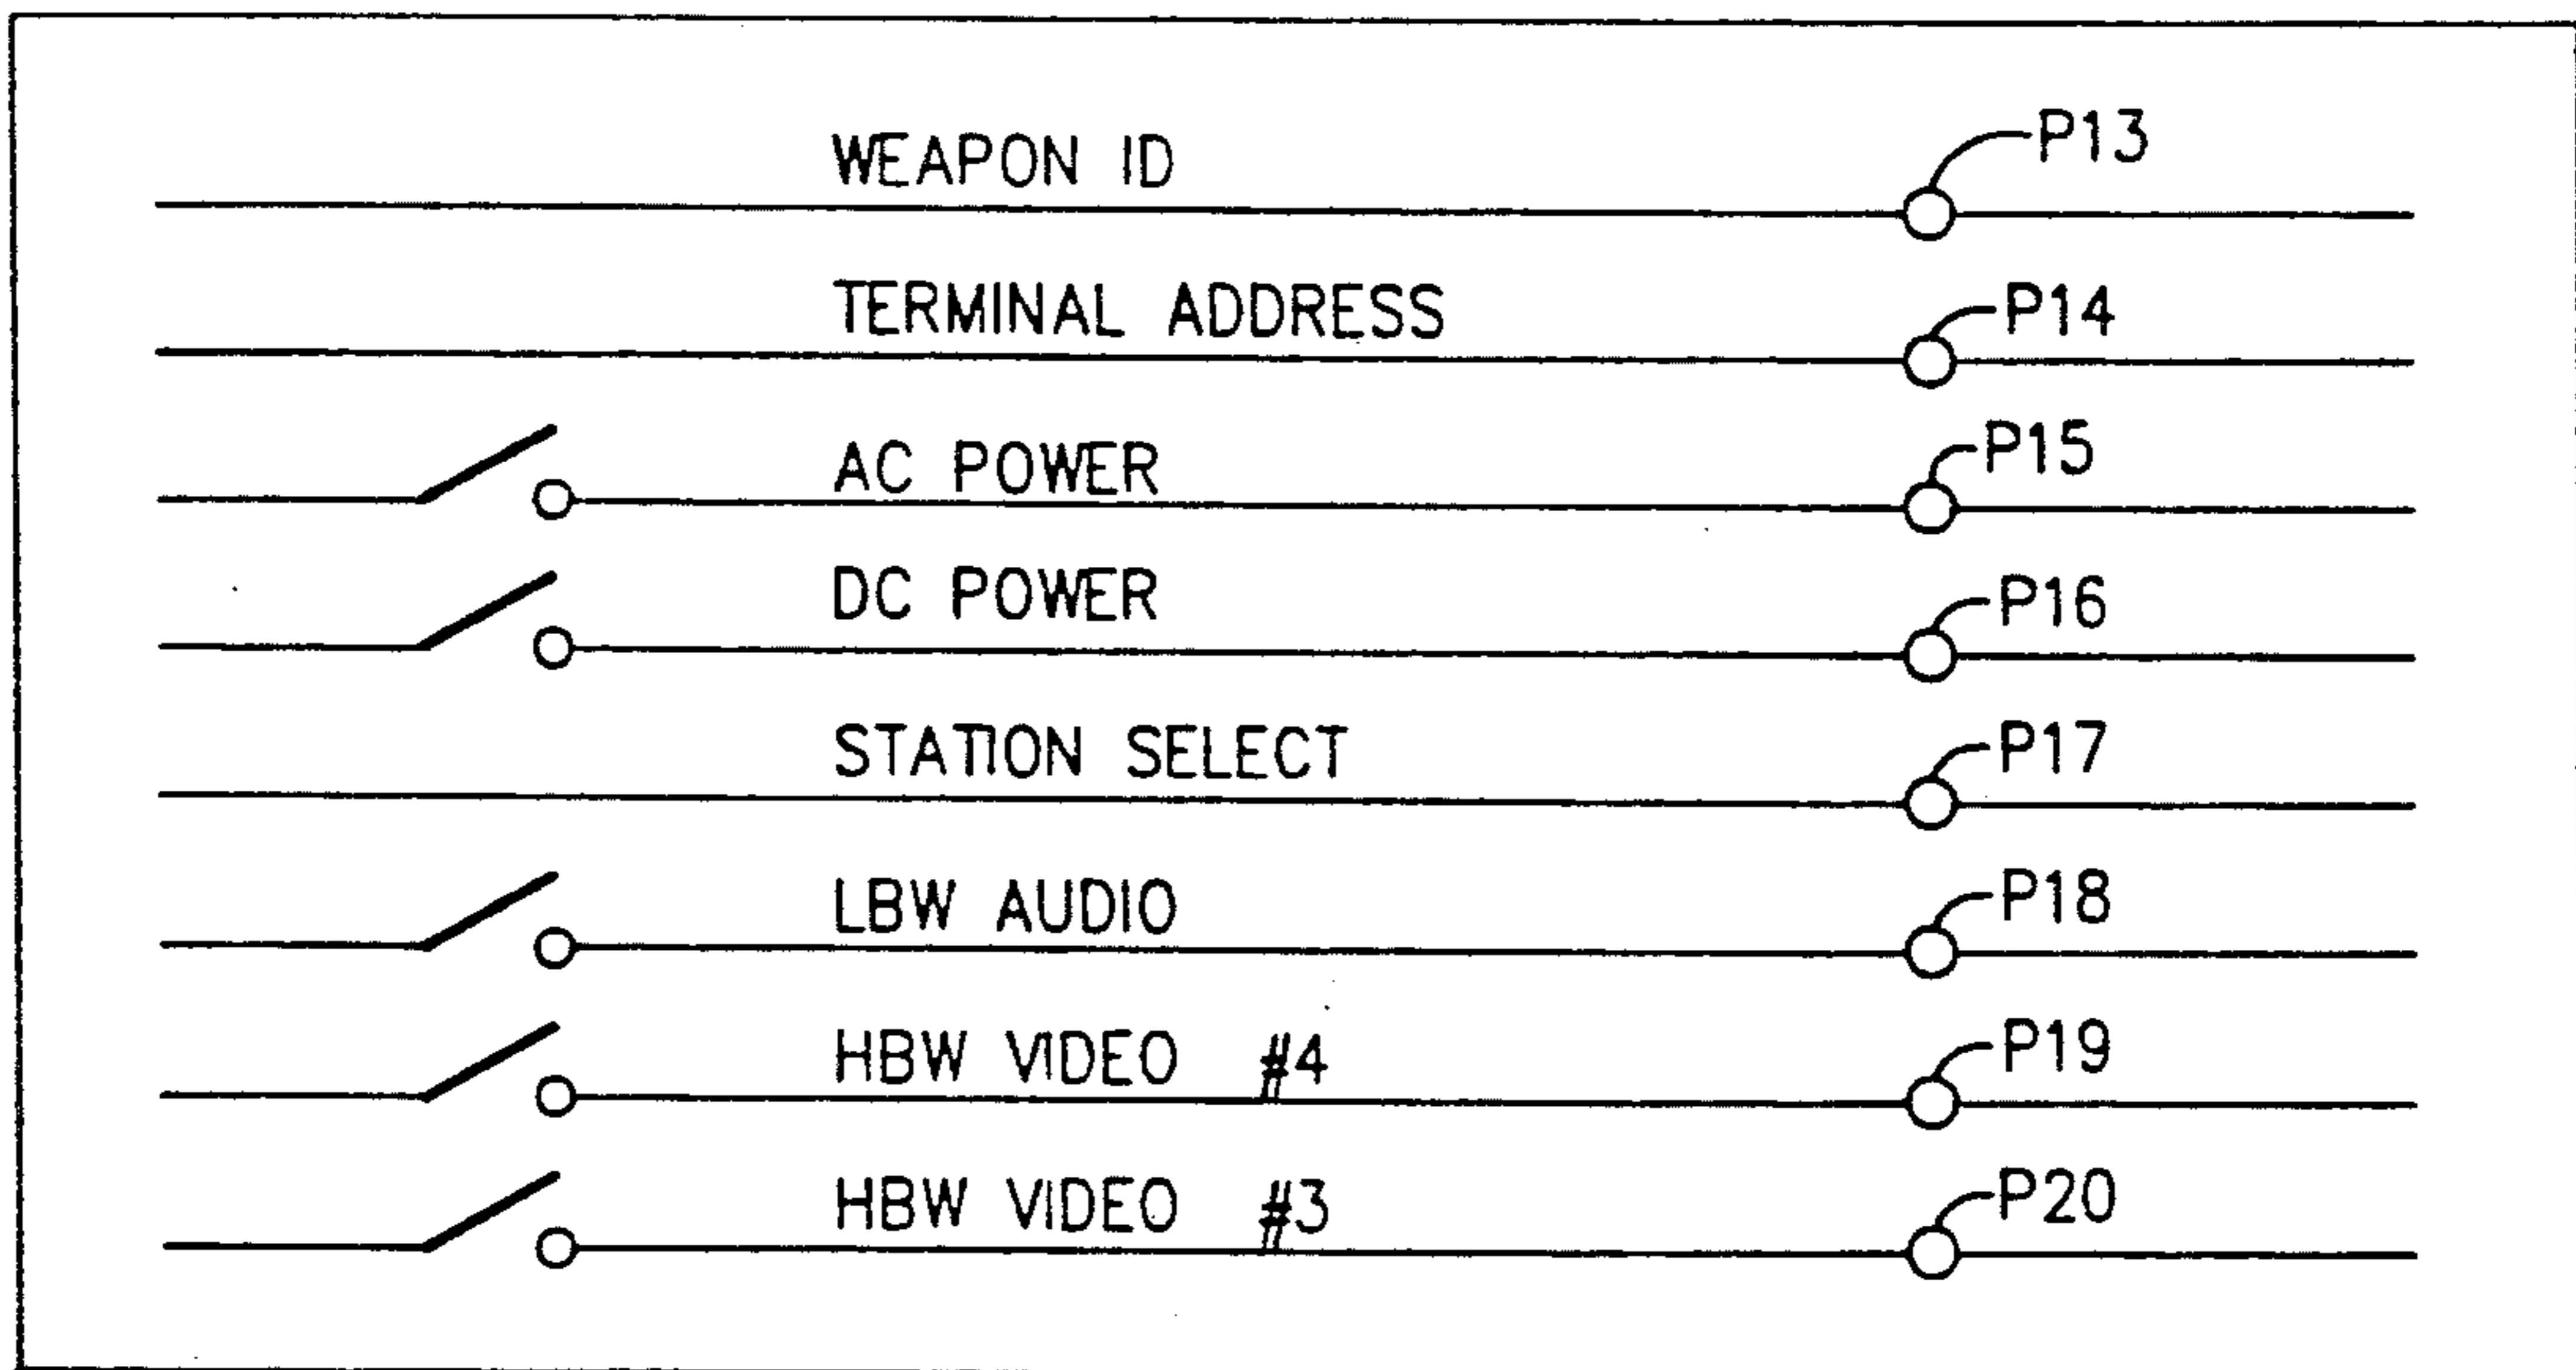 WEAPON ID P13
TERMINAL ADDRESS P14
AC POWER P15
DC POWER P16
STATION SELECT P17
LBW AUDIO P18
HBW VIDEO #4 P19
HBW VIDEO #3 P20